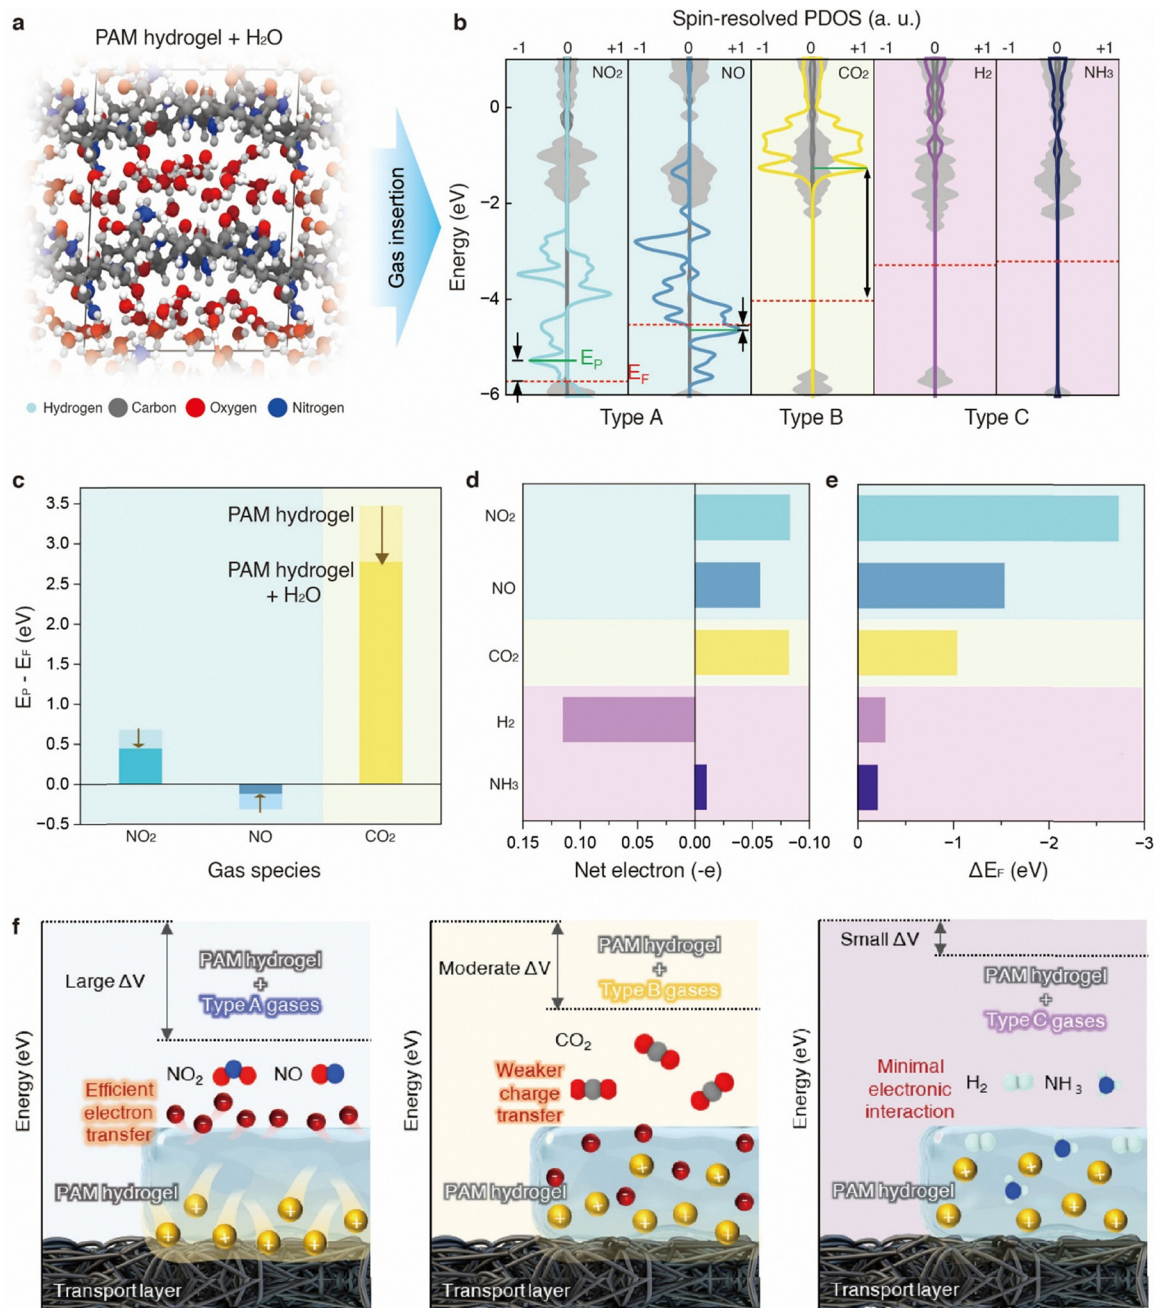 a
PAM hydrogel + H₂O
Gas insertion
Hydrogen Carbon Oxygen Nitrogen
b
Spin-resolved PDOS (a. u.)
-1 0 +1 0 +1 -1 0 +1 -1 0 +1 0 +1
NO₂ NO CO₂ H₂ NH₃
Energy (eV)
0
−2
−4
−6
E_P
E_F
Type A Type B Type C
c
E_P - E_F (eV)
3.5
3.0
2.5
2.0
1.5
1.0
0.5
0.0
−0.5
PAM hydrogel
PAM hydrogel
+ H₂O
NO₂ NO CO₂
Gas species
d
NO₂
NO
CO₂
H₂
NH₃
0.15 0.10 0.05 0.00 −0.05 −0.10
Net electron (-e)
e
0 −1 −2 −3
ΔE_F (eV)
f
Energy (eV)
Large ΔV
PAM hydrogel
+
Type A gases
NO₂ NO
Efficient
electron
transfer
PAM hydrogel
Transport layer
Energy (eV)
Moderate ΔV
PAM hydrogel
+
Type B gases
CO₂
Weaker
charge
transfer
PAM hydrogel
Transport layer
Energy (eV)
Small ΔV
PAM hydrogel
+
Type C gases
Minimal
electronic
interaction
H₂ NH₃
PAM hydrogel
Transport layer